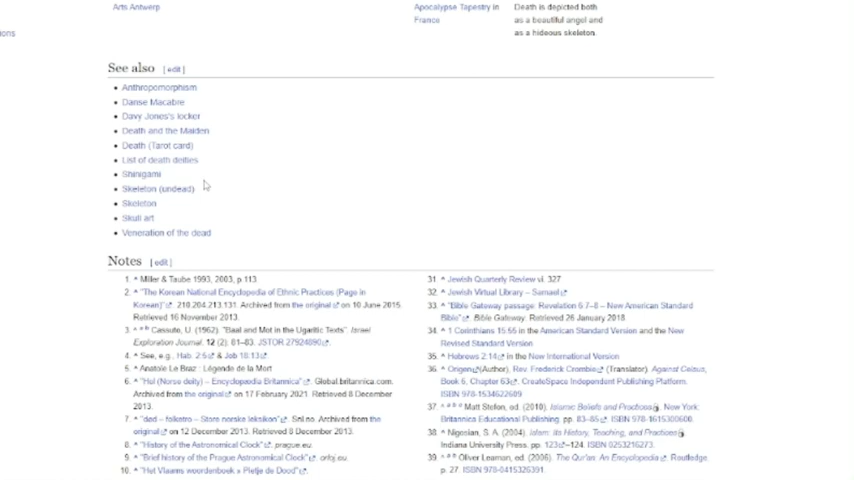 Arts Antwerp
Apocalypse Tapestry in
France
Death is depicted both
as a beautiful angel and
as a hideous skeleton.
ions
See also [ edit ]
• Anthropomorphism
• Danse Macabre
• Davy Jones's locker
• Death and the Maiden
• Death (Tarot card)
• List of death deities
• Shinigami
• Skeleton (undead)
• Skeleton
• Skull art
• Veneration of the dead
Notes [ edit ]
1. ^ Miller & Taube 1993, 2003, p.113.
2. ^ "The Korean National Encyclopedia of Ethnic Practices (Page in
Korean)". 210.204.213.131. Archived from the original on 10 June 2015.
Retrieved 16 November 2013.
3. ^ a b Cassuto, U. (1962). "Baal and Mot in the Ugaritic Texts". Israel
Exploration Journal. 12 (2): 81–83. JSTOR 27924890.
4. ^ See, e.g., Hab. 2:5 & Job 18:13
5. ^ Anatole Le Braz : Légende de la Mort
6. ^ "Hel (Norse deity) – Encyclopædia Britannica". Global.britannica.com.
Archived from the original on 17 February 2021. Retrieved 8 December
2013.
7. ^ "død – folketro – Store norske leksikon". Snl.no. Archived from the
original on 12 December 2013. Retrieved 8 December 2013.
8. ^ "History of the Astronomical Clock". prague.eu.
9. ^ "Brief history of the Prague Astronomical Clock". orloj.eu.
10. ^ "Het Vlaams woordenboek » Pietje de Dood".
31. ^ Jewish Quarterly Review vi. 327
32. ^ Jewish Virtual Library – Samael
33. ^ "Bible Gateway passage: Revelation 6:7–8 – New American Standard
Bible". Bible Gateway. Retrieved 26 January 2018.
34. ^ 1 Corinthians 15:55 in the American Standard Version and the New
Revised Standard Version
35. ^ Hebrews 2:14 in the New International Version
36. ^ Origen (Author), Rev. Frederick Crombie (Translator). Against Celsus,
Book 6, Chapter 63. CreateSpace Independent Publishing Platform.
ISBN 978-1534622609
37. ^ a b c Matt Stefon, ed. (2010). Islamic Beliefs and Practices. New York:
Britannica Educational Publishing. pp. 83–85. ISBN 978-1615300600
38. ^ Nigosian, S. A. (2004). Islam: Its History, Teaching, and Practices.
Indiana University Press. pp. 123–124. ISBN 0253216273.
39. ^ a b Oliver Leaman, ed. (2006). The Qur'an: An Encyclopedia. Routledge.
p. 27. ISBN 978-0415326391.